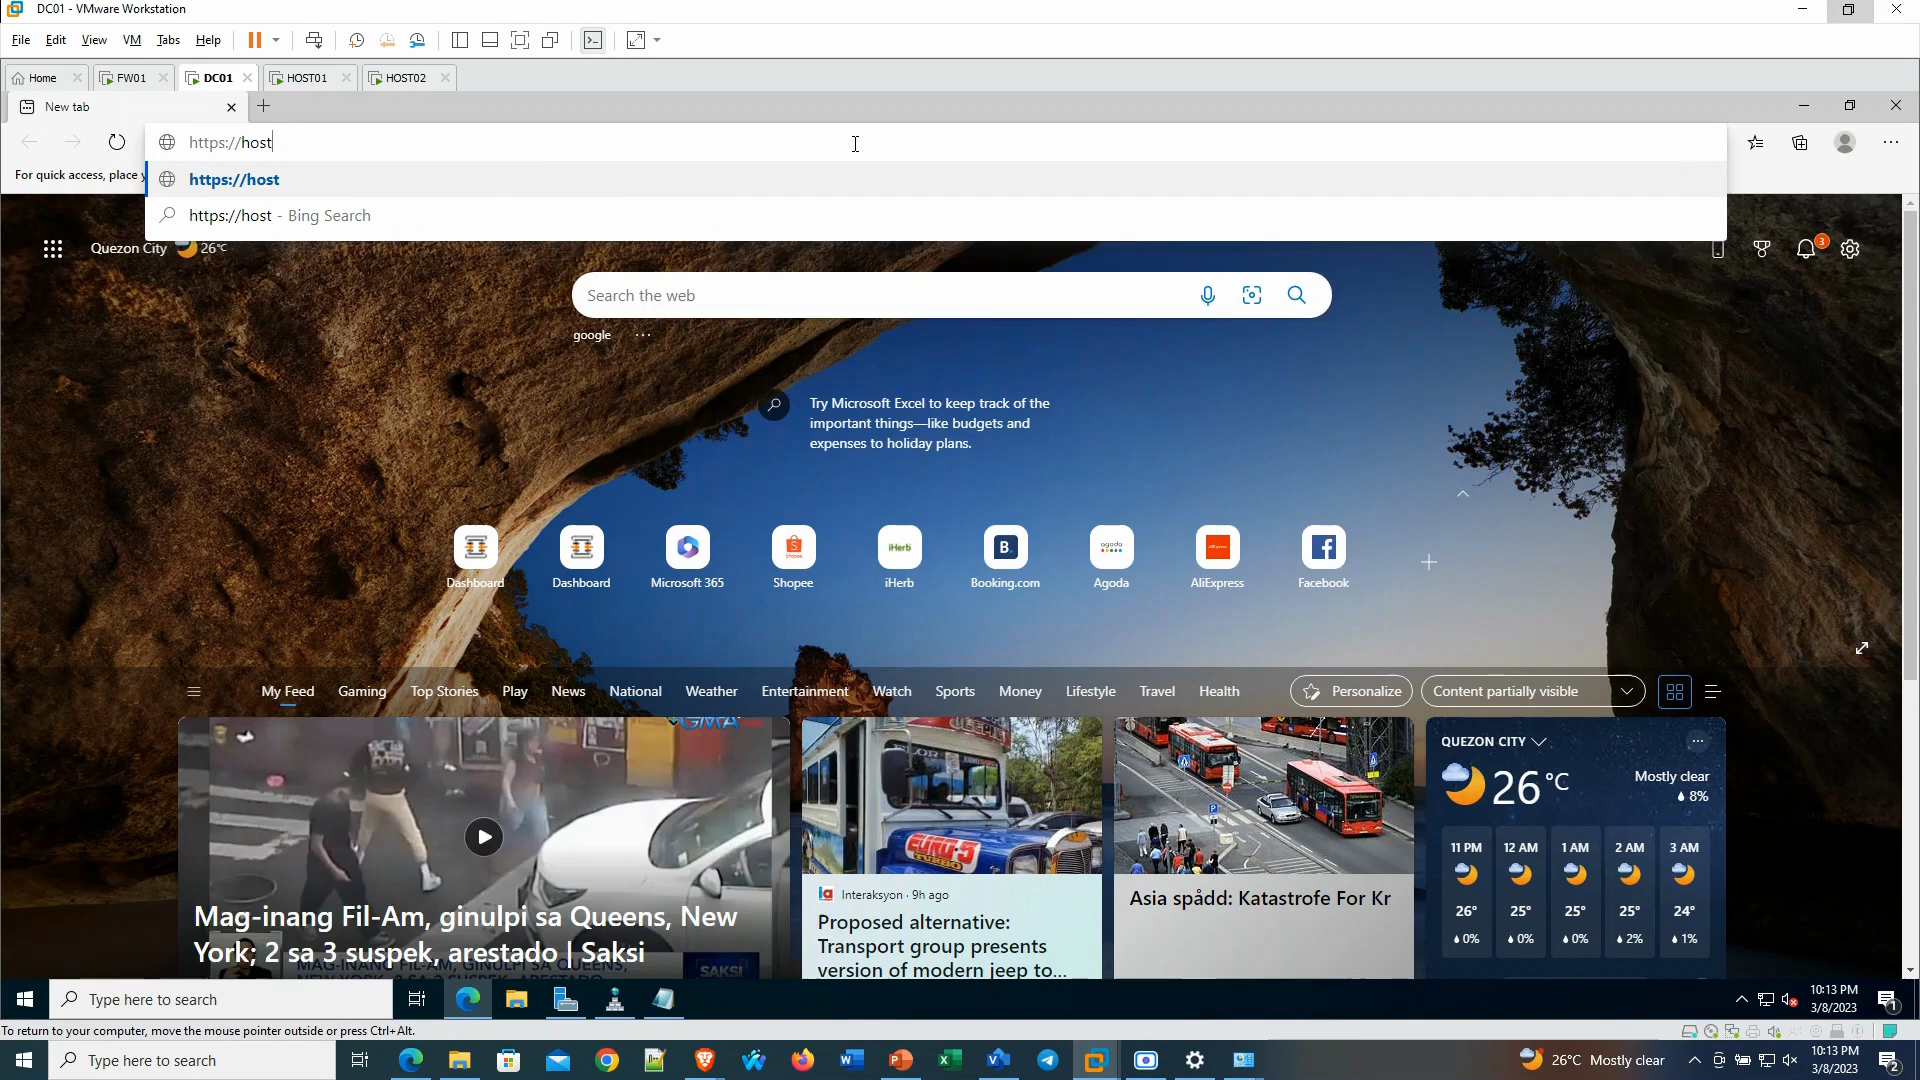 DC01 - VMware Workstation
File Edit View VM Tabs Help
Home FW01 DC01 HOST01 HOST02
New tab
https://host
For quick access, place y
https://host
https://host - Bing Search
Quezon City 26°C
3
Search the web
google
Try Microsoft Excel to keep track of the
important things—like budgets and
expenses to holiday plans.
Dashboard Dashboard Microsoft 365 Shopee iHerb Booking.com Agoda AliExpress Facebook
My Feed Gaming Top Stories Play News National Weather Entertainment Watch Sports Money Lifestyle Travel Health Personalize Content partially visible
GMA
Mag-inang Fil-Am, ginulpi sa Queens, New
York; 2 sa 3 suspek, arestado | Saksi
SAKSI
EURO-3
TURBO
Interaksyon · 9h ago
Proposed alternative:
Transport group presents
version of modern jeep to...
Asia spådd: Katastrofe For Kr
QUEZON CITY
26 °C
Mostly clear
8%
11 PM 12 AM 1 AM 2 AM 3 AM
26° 25° 25° 25° 24°
0% 0% 0% 2% 1%
Type here to search
10:13 PM
3/8/2023
1
To return to your computer, move the mouse pointer outside or press Ctrl+Alt.
Type here to search
26°C Mostly clear
10:13 PM
3/8/2023
2